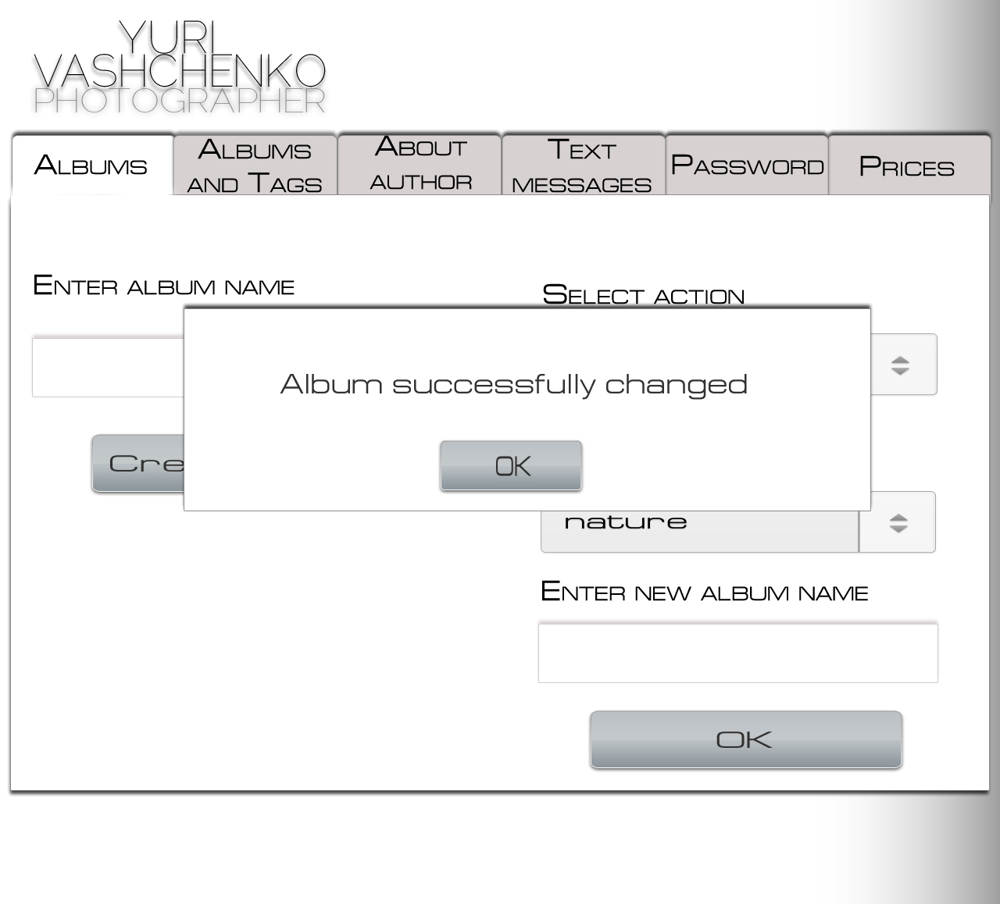 YURI
VASHCHENKO
PHOTOGRAPHER
Albums
Albums and Tags
About author
Text messages
Password
Prices
Enter album name
Select action
Album successfully changed
OK
Cre
nature
Enter new album name
OK